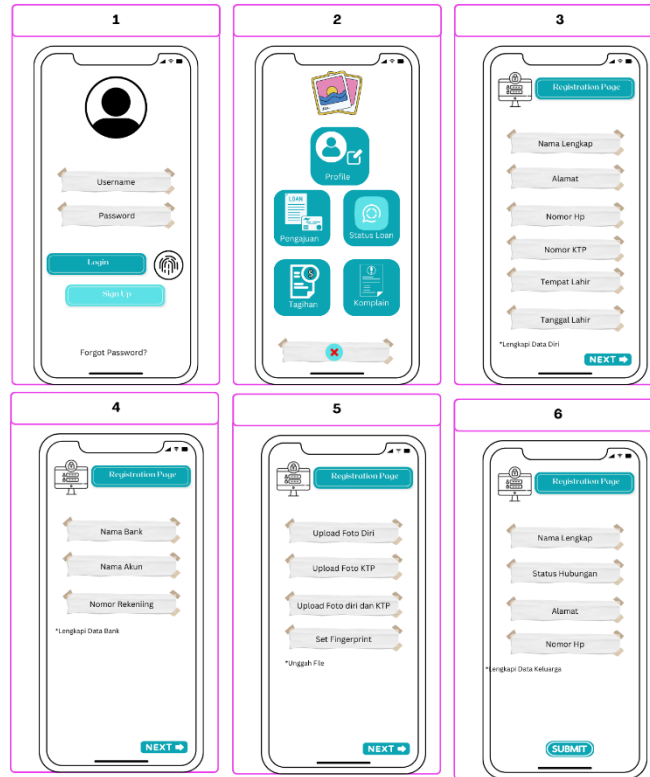 1
Username
Password
Login
Sign Up
Forgot Password?
2
Profile
LOAN
Pengajuan
Status Loan
Tagihan
Komplain
3
Registration Page
Nama Lengkap
Alamat
Nomor Hp
Nomor KTP
Tempat Lahir
Tanggal Lahir
*Lengkapi Data Diri
NEXT
4
Registration Page
Nama Bank
Nama Akun
Nomor Rekeniing
*Lengkapi Data Bank
NEXT
5
Registration Page
Upload Foto Diri
Upload Foto KTP
Upload Foto diri dan KTP
Set Fingerprint
*Unggah File
NEXT
6
Registration Page
Nama Lengkap
Status Hubungan
Alamat
Nomor Hp
*Lengkapi Data Keluarga
SUBMIT